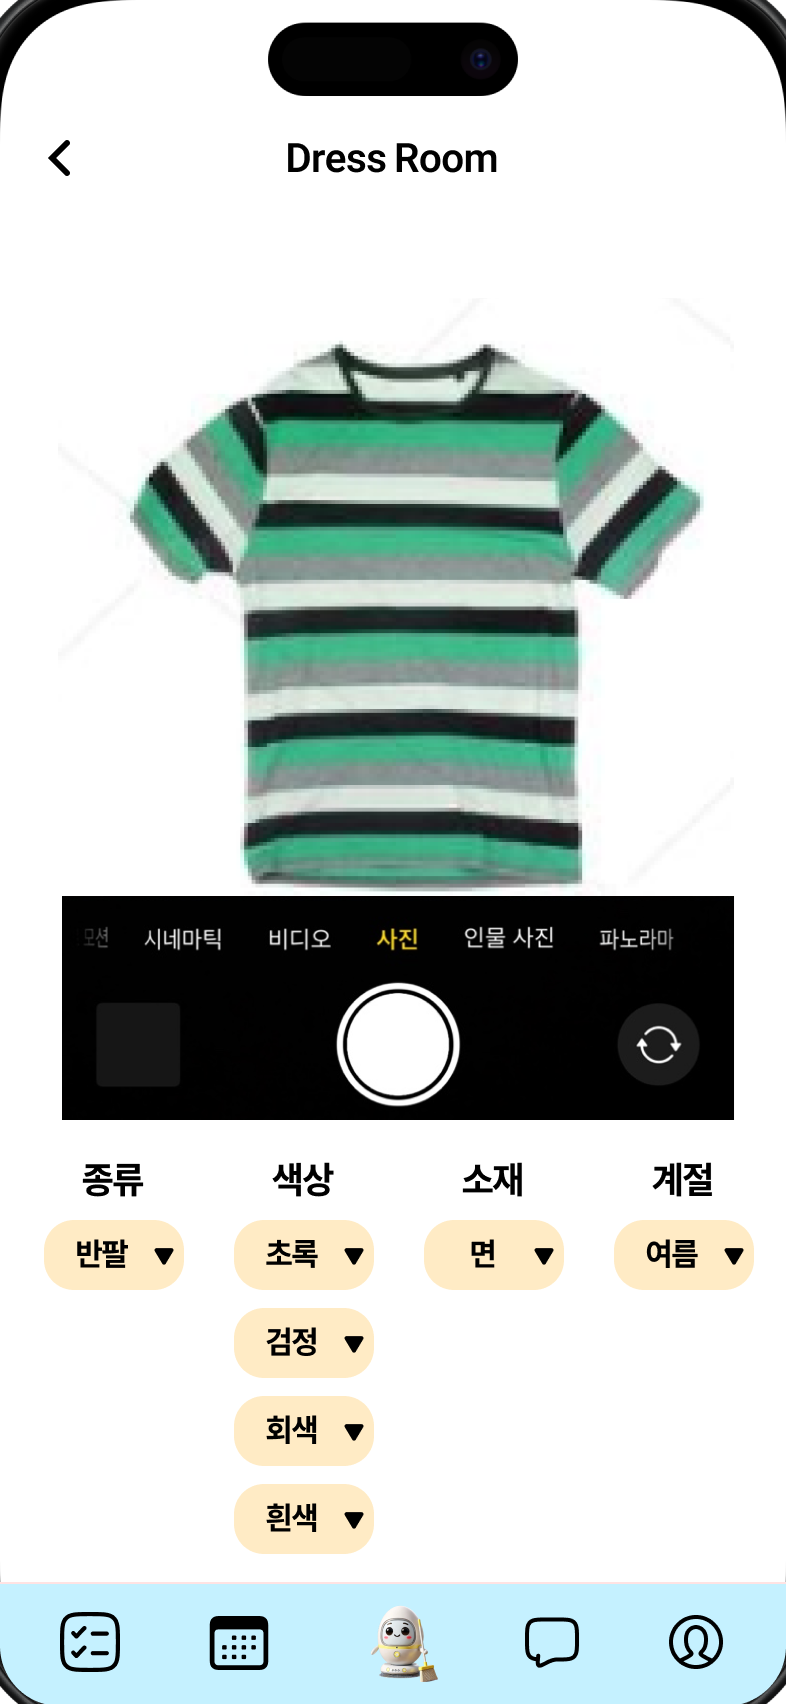 Dress Room
모션 시네마틱 비디오 사진 인물 사진 파노라마
종류 색상 소재 계절
반팔 초록 면 여름
검정
회색
흰색